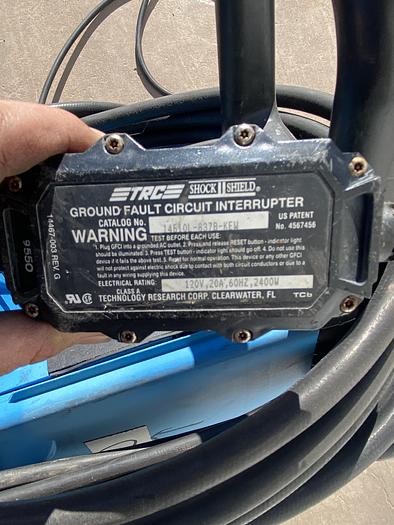 TRC SHOCK SHIELD®
GROUND FAULT CIRCUIT INTERRUPTER
CATALOG No.
US PATENT
No. 4567456
WARNING TEST BEFORE EACH USE:
1. Plug GFCI into a grounded AC outlet. 2. Press and release RESET button - indicator light
should be illuminated. 3. Press TEST button - indicator light should go off. Do not use this
device if it fails the above test. 5. Reset for normal operation. This device or any other GFCI
will not protect against electric shock due to contact with both circuit conductors or due to a
fault in any wiring supplying this device.
ELECTRICAL RATING: 120V,20A,60HZ,2400W
CLASS A
TECHNOLOGY RESEARCH CORP. CLEARWATER, FL
TCb
UL
14467-003 REV. G
9550